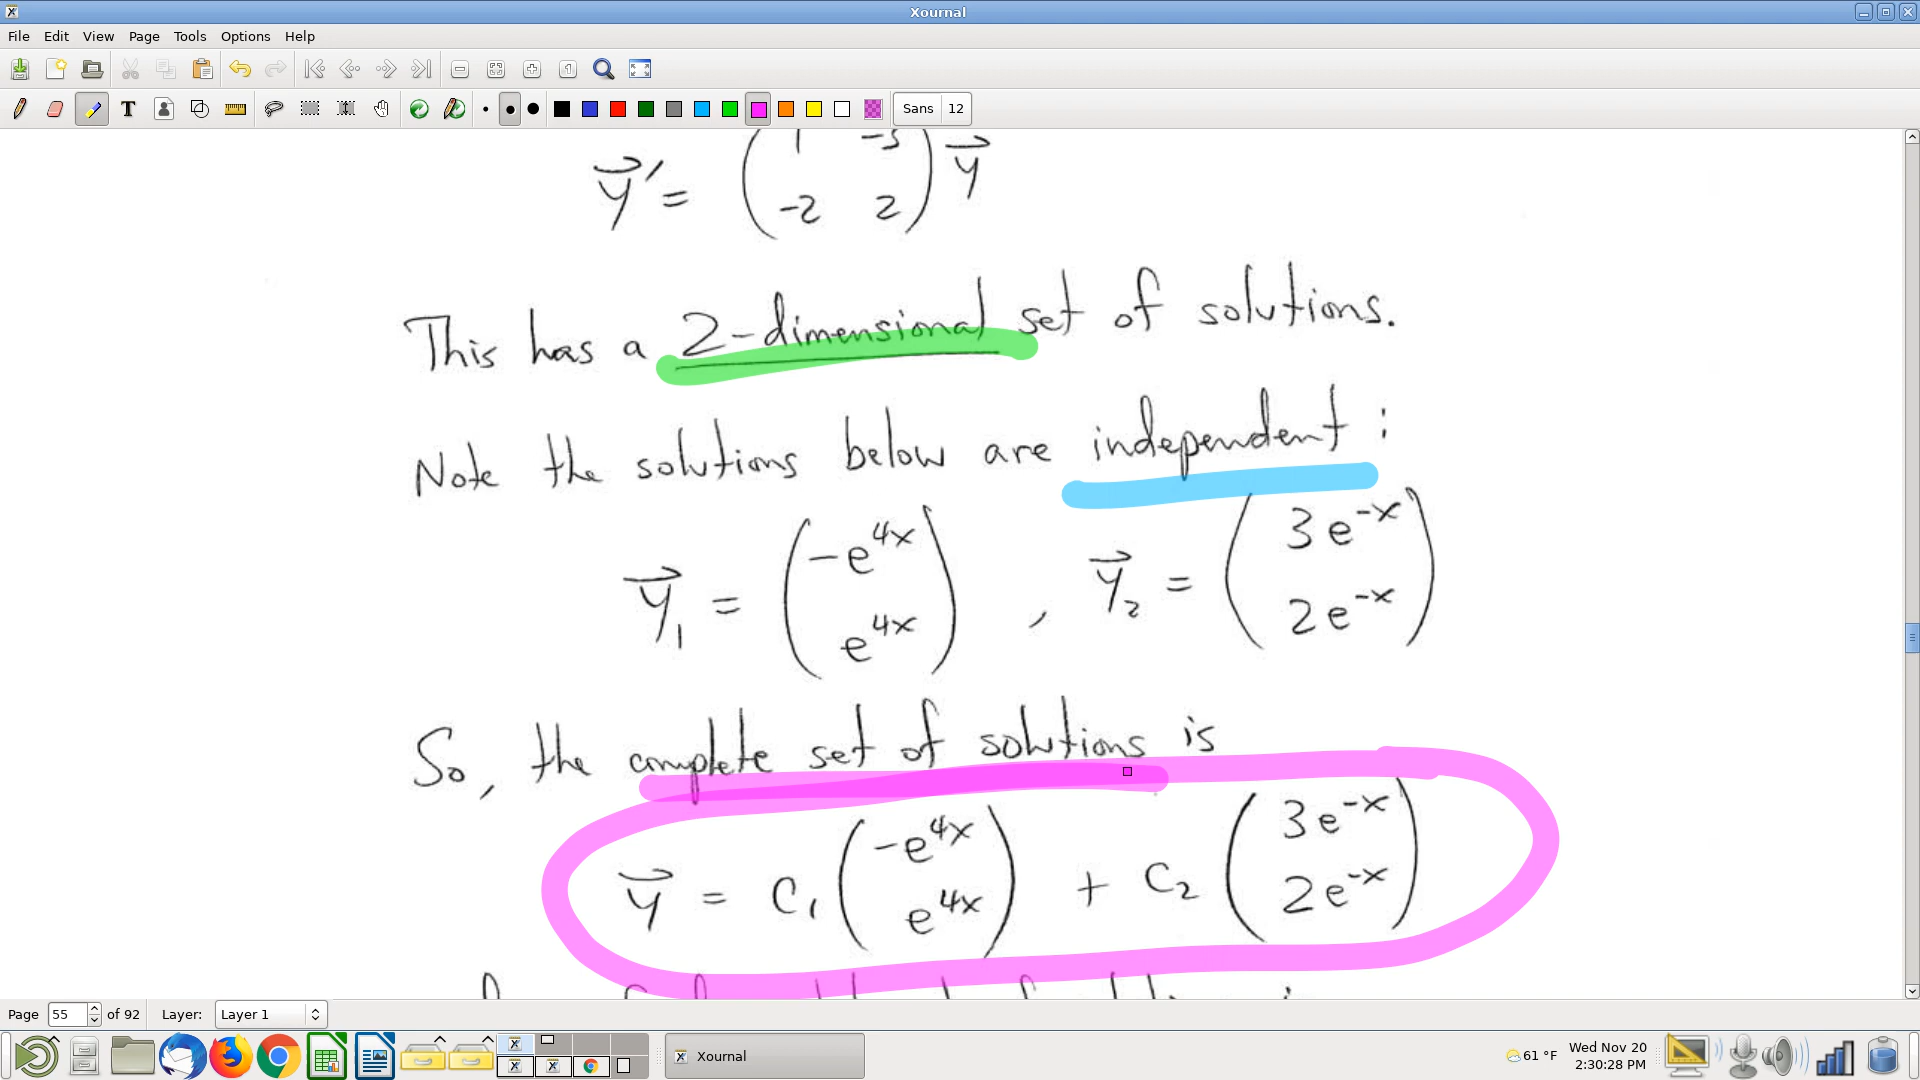 Xournal
File Edit View Page Tools Options Help
Sans 12
y⃗′ = (1 -3; -2 2) y⃗
This has a 2-dimensional set of solutions.
Note the solutions below are independent :
y⃗₁ = (-e^{4x}; e^{4x}) , y⃗₂ = (3e^{-x}; 2e^{-x})
So, the complete set of solutions is
y⃗ = C₁ (-e^{4x}; e^{4x}) + C₂ (3e^{-x}; 2e^{-x})
Page 55 of 92 Layer: Layer 1
Xournal
61 °F
Wed Nov 20
2:30:28 PM